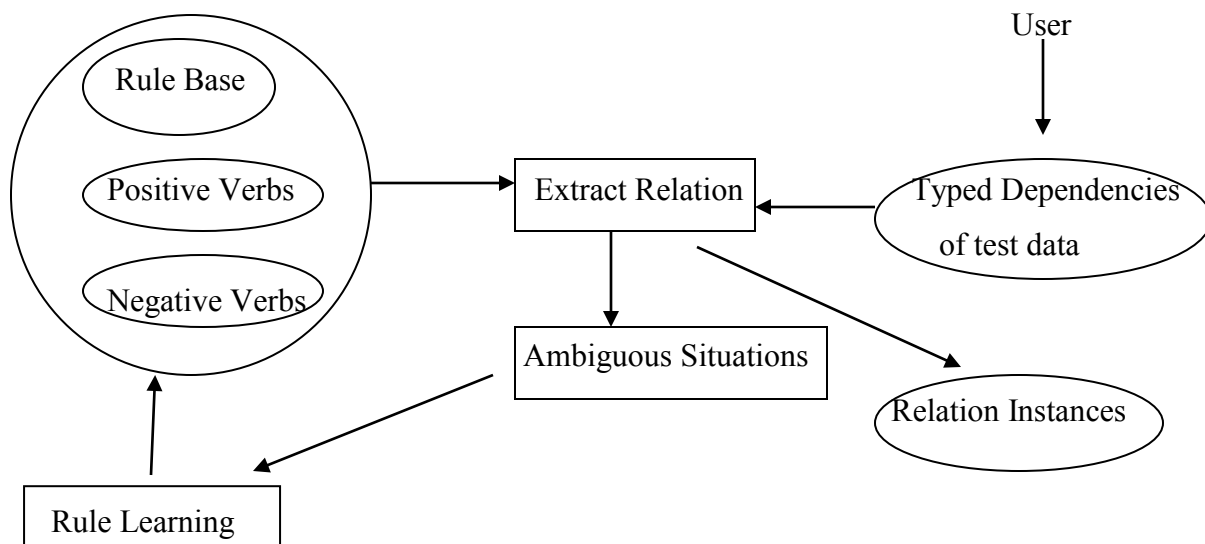 User
Rule Base
Positive Verbs
Negative Verbs
Extract Relation
Typed Dependencies
of test data
Ambiguous Situations
Relation Instances
Rule Learning